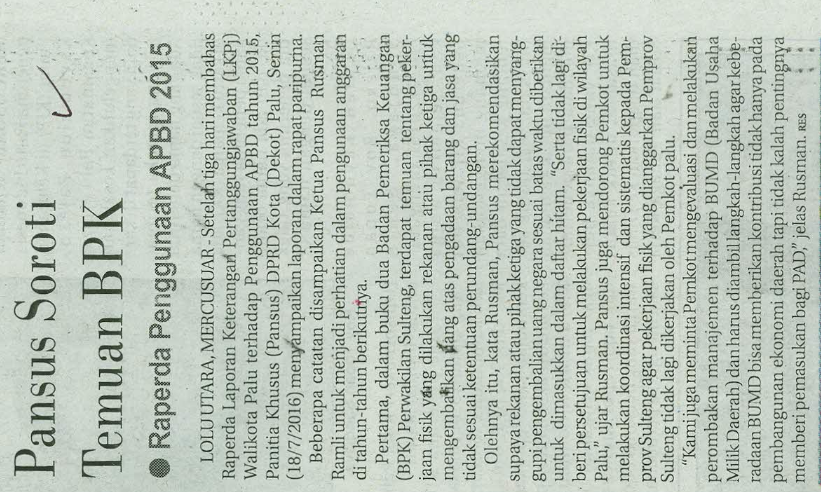 Pansus Soroti
Temuan BPK
● Raperda Penggunaan APBD 2015
LOLU UTARA, MERCUSUAR - Setelah tiga hari membahas
Raperda Laporan Keterangan Pertanggungjawaban (LKPj)
Walikota Palu terhadap Penggunaan APBD tahun 2015,
Panitia Khusus (Pansus) DPRD Kota (Dekot) Palu, Senin
(18/7/2016) menyampaikan laporan dalam rapat paripurna.
Beberapa catatan disampaikan Ketua Pansus Rusman
Ramli untuk menjadi perhatian dalam pengunaan anggaran
di tahun-tahun berikutnya.
Pertama, dalam buku dua Badan Pemeriksa Keuangan
(BPK) Perwakilan Sulteng, terdapat temuan tentang peker-
jaan fisik yang dilakukan rekanan atau pihak ketiga untuk
mengembalikan uang atas pengadaan barang dan jasa yang
tidak sesuai ketentuan perundang-undangan.
Olehnya itu, kata Rusman, Pansus merekomendasikan
supaya rekanan atau pihak ketiga yang tidak dapat menyang-
gupi pengembalian uang negara sesuai batas waktu diberikan
untuk dimasukkan dalam daftar hitam. “Serta tidak lagi di-
beri persetujuan untuk melakukan pekerjaan fisik di wilayah
Palu,” ujar Rusman. Pansus juga mendorong Pemkot untuk
melakukan koordinasi intensif dan sistematis kepada Pem-
prov Sulteng agar pekerjaan fisik yang dianggarkan Pemprov
Sulteng tidak lagi dikerjakan oleh Pemkot palu.
“Kami juga meminta Pemkot mengevaluasi dan melakukan
perombakan manajemen terhadap BUMD (Badan Usaha
Milik Daerah) dan harus diambil langkah-langkah agar kebe-
radaan BUMD bisa memberikan kontribusi tidak hanya pada
pembangunan ekonomi daerah tapi tidak kalah pentingnya
memberi pemasukan bagi PAD,” jelas Rusman. RES